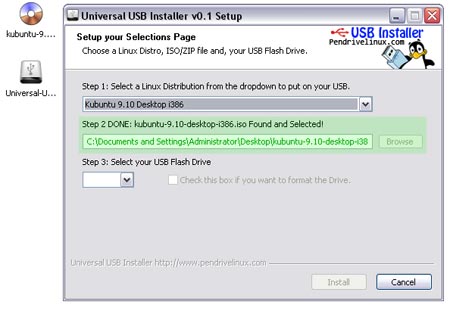 kubuntu-9....
Universal-U...
Universal USB Installer v0.1 Setup
Setup your Selections Page
Choose a Linux Distro, ISO/ZIP file and, your USB Flash Drive.
USB Installer
Pendrivelinux.com
Step 1: Select a Linux Distribution from the dropdown to put on your USB.
Kubuntu 9.10 Desktop i386
Step 2 DONE: kubuntu-9.10-desktop-i386.iso Found and Selected!
C:\Documents and Settings\Administrator\Desktop\kubuntu-9.10-desktop-i38
Browse
Step 3: Select your USB Flash Drive
Check this box if you want to format the Drive.
Universal USB Installer http://www.pendrivelinux.com
Install
Cancel